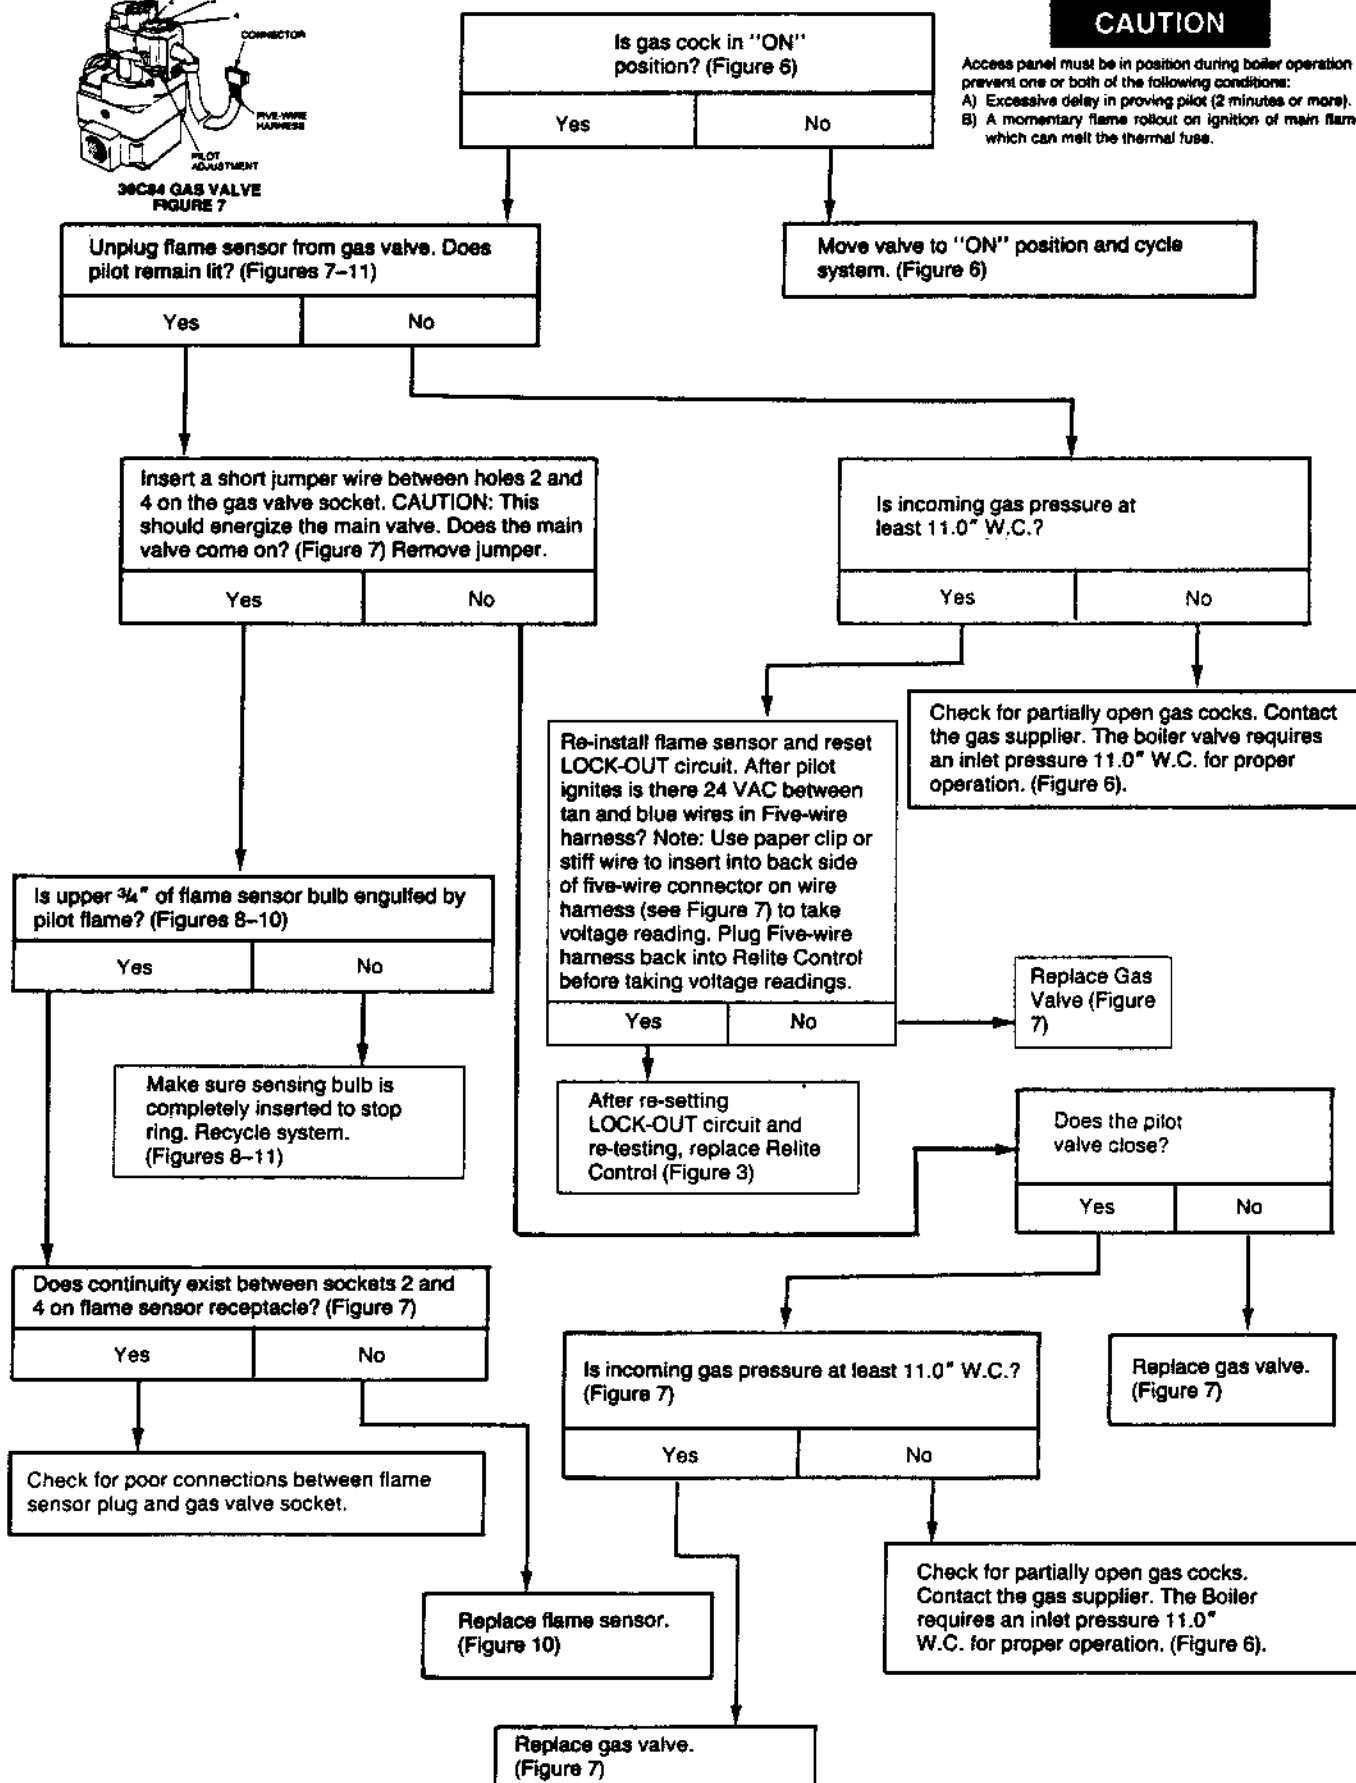 CONNECTOR
FIVE-WIRE
HARNESS
PILOT
ADJUSTMENT
36C84 GAS VALVE
FIGURE 7
Is gas cock in "ON"
position? (Figure 6)
Yes
No
CAUTION
Access panel must be in position during boiler operation
prevent one or both of the following conditions:
A) Excessive delay in proving pilot (2 minutes or more).
B) A momentary flame rollout on ignition of main flam
which can melt the thermal fuse.
Unplug flame sensor from gas valve. Does
pilot remain lit? (Figures 7–11)
Yes
No
Move valve to "ON" position and cycle
system. (Figure 6)
Insert a short jumper wire between holes 2 and
4 on the gas valve socket. CAUTION: This
should energize the main valve. Does the main
valve come on? (Figure 7) Remove jumper.
Yes
No
Is incoming gas pressure at
least 11.0" W.C.?
Yes
No
Re-install flame sensor and reset
LOCK-OUT circuit. After pilot
ignites is there 24 VAC between
tan and blue wires in Five-wire
harness? Note: Use paper clip or
stiff wire to insert into back side
of five-wire connector on wire
harness (see Figure 7) to take
voltage reading. Plug Five-wire
harness back into Relite Control
before taking voltage readings.
Yes
No
Check for partially open gas cocks. Contact
the gas supplier. The boiler valve requires
an inlet pressure 11.0" W.C. for proper
operation. (Figure 6).
Is upper ¾" of flame sensor bulb engulfed by
pilot flame? (Figures 8–10)
Yes
No
Replace Gas
Valve (Figure
7)
Make sure sensing bulb is
completely inserted to stop
ring. Recycle system.
(Figures 8–11)
After re-setting
LOCK-OUT circuit and
re-testing, replace Relite
Control (Figure 3)
Does the pilot
valve close?
Yes
No
Does continuity exist between sockets 2 and
4 on flame sensor receptacle? (Figure 7)
Yes
No
Is incoming gas pressure at least 11.0" W.C.?
(Figure 7)
Yes
No
Replace gas valve.
(Figure 7)
Check for poor connections between flame
sensor plug and gas valve socket.
Replace flame sensor.
(Figure 10)
Check for partially open gas cocks.
Contact the gas supplier. The Boiler
requires an inlet pressure 11.0"
W.C. for proper operation. (Figure 6).
Replace gas valve.
(Figure 7)